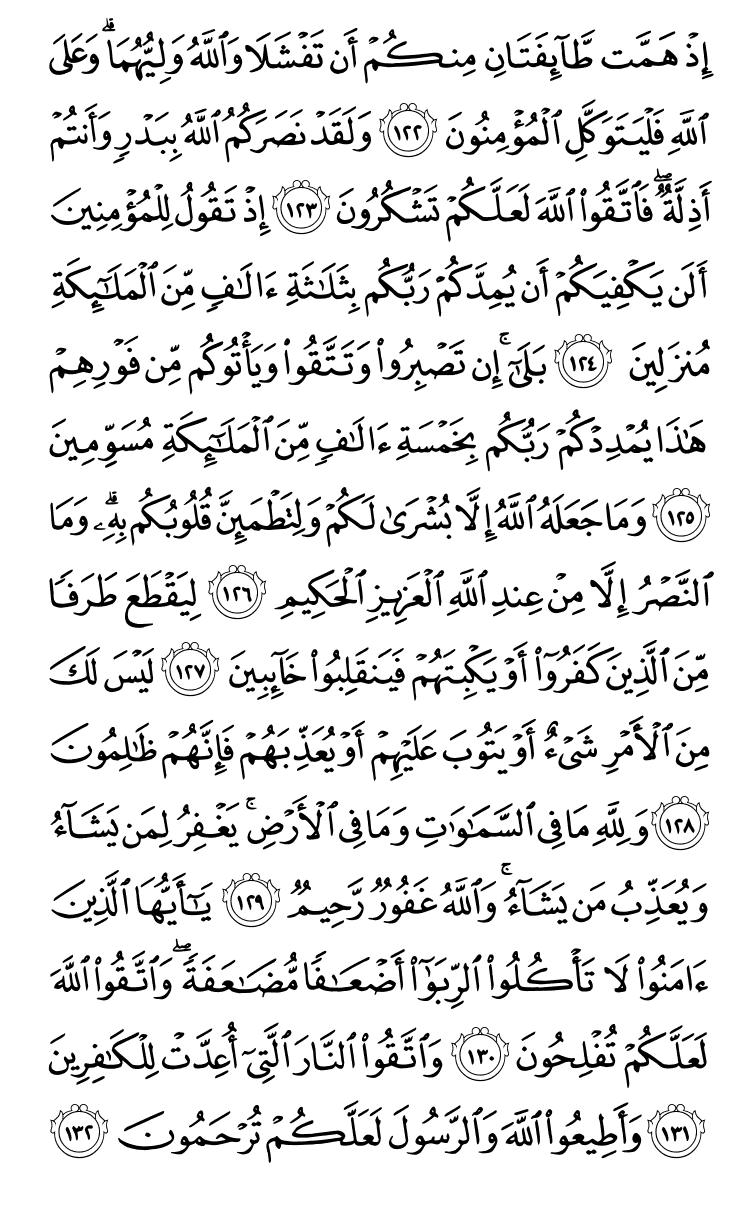 إِذۡ هَمَّت طَّآئِفَتَانِ مِنكُمۡ أَن تَفۡشَلَا وَٱللَّهُ وَلِيُّهُمَاۗ وَعَلَى
ٱللَّهِ فَلۡيَتَوَكَّلِ ٱلۡمُؤۡمِنُونَ ١٢٢ وَلَقَدۡ نَصَرَكُمُ ٱللَّهُ بِبَدۡرٖ وَأَنتُمۡ
أَذِلَّةٞۖ فَٱتَّقُواْ ٱللَّهَ لَعَلَّكُمۡ تَشۡكُرُونَ ١٢٣ إِذۡ تَقُولُ لِلۡمُؤۡمِنِينَ
أَلَن يَكۡفِيَكُمۡ أَن يُمِدَّكُمۡ رَبُّكُم بِثَلَٰثَةِ ءَالَٰفٖ مِّنَ ٱلۡمَلَٰٓئِكَةِ
مُنزَلِينَ ١٢٤ بَلَىٰٓۚ إِن تَصۡبِرُواْ وَتَتَّقُواْ وَيَأۡتُوكُم مِّن فَوۡرِهِمۡ
هَٰذَا يُمۡدِدۡكُمۡ رَبُّكُم بِخَمۡسَةِ ءَالَٰفٖ مِّنَ ٱلۡمَلَٰٓئِكَةِ مُسَوِّمِينَ
١٢٥ وَمَا جَعَلَهُ ٱللَّهُ إِلَّا بُشۡرَىٰ لَكُمۡ وَلِتَطۡمَئِنَّ قُلُوبُكُم بِهِۦۗ وَمَا
ٱلنَّصۡرُ إِلَّا مِنۡ عِندِ ٱللَّهِ ٱلۡعَزِيزِ ٱلۡحَكِيمِ ١٢٦ لِيَقۡطَعَ طَرَفٗا
مِّنَ ٱلَّذِينَ كَفَرُوٓاْ أَوۡ يَكۡبِتَهُمۡ فَيَنقَلِبُواْ خَآئِبِينَ ١٢٧ لَيۡسَ لَكَ
مِنَ ٱلۡأَمۡرِ شَيۡءٌ أَوۡ يَتُوبَ عَلَيۡهِمۡ أَوۡ يُعَذِّبَهُمۡ فَإِنَّهُمۡ ظَٰلِمُونَ
١٢٨ وَلِلَّهِ مَا فِي ٱلسَّمَٰوَٰتِ وَمَا فِي ٱلۡأَرۡضِۚ يَغۡفِرُ لِمَن يَشَآءُ
وَيُعَذِّبُ مَن يَشَآءُۚ وَٱللَّهُ غَفُورٞ رَّحِيمٞ ١٢٩ يَٰٓأَيُّهَا ٱلَّذِينَ
ءَامَنُواْ لَا تَأۡكُلُواْ ٱلرِّبَوٰٓاْ أَضۡعَٰفٗا مُّضَٰعَفَةٗۖ وَٱتَّقُواْ ٱللَّهَ
لَعَلَّكُمۡ تُفۡلِحُونَ ١٣٠ وَٱتَّقُواْ ٱلنَّارَ ٱلَّتِيٓ أُعِدَّتۡ لِلۡكَٰفِرِينَ
١٣١ وَأَطِيعُواْ ٱللَّهَ وَٱلرَّسُولَ لَعَلَّكُمۡ تُرۡحَمُونَ ١٣٢